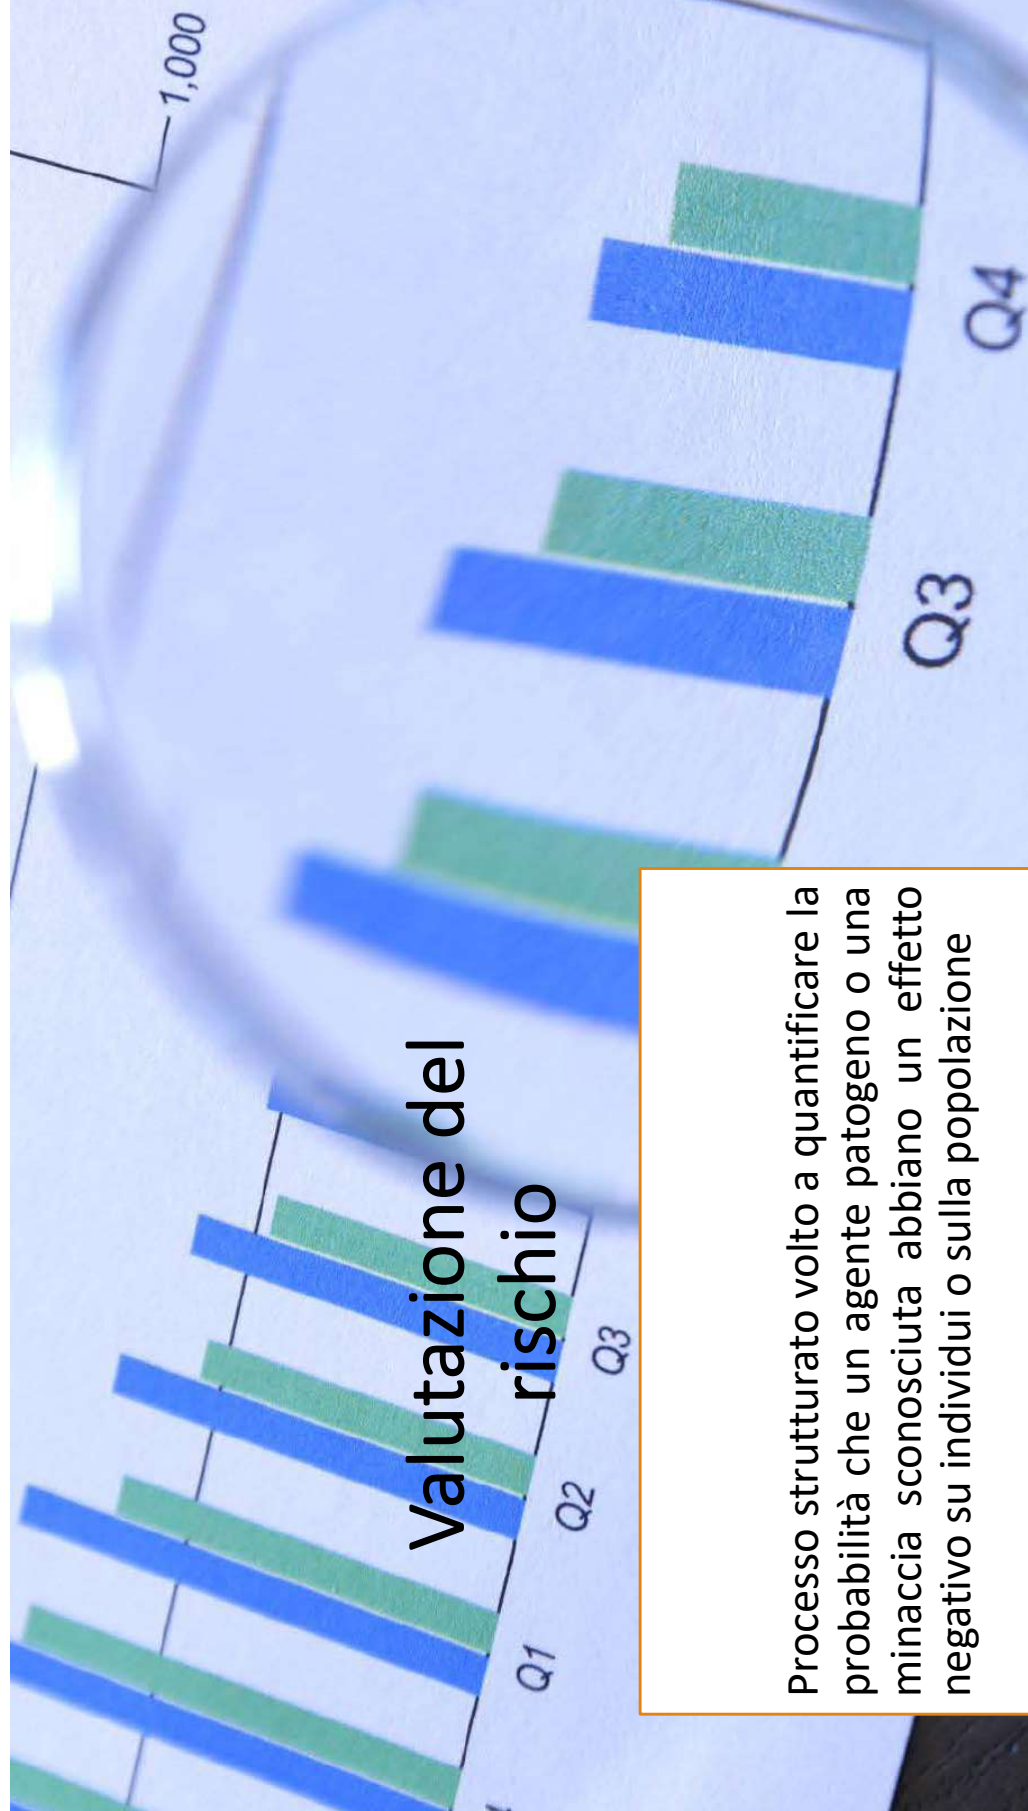 Valutazione del
rischio
Processo strutturato volto a quantificare la
probabilità che un agente patogeno o una
minaccia sconosciuta abbiano un effetto
negativo su individui o sulla popolazione
1,000
Q1
Q2
Q3
Q3
Q4